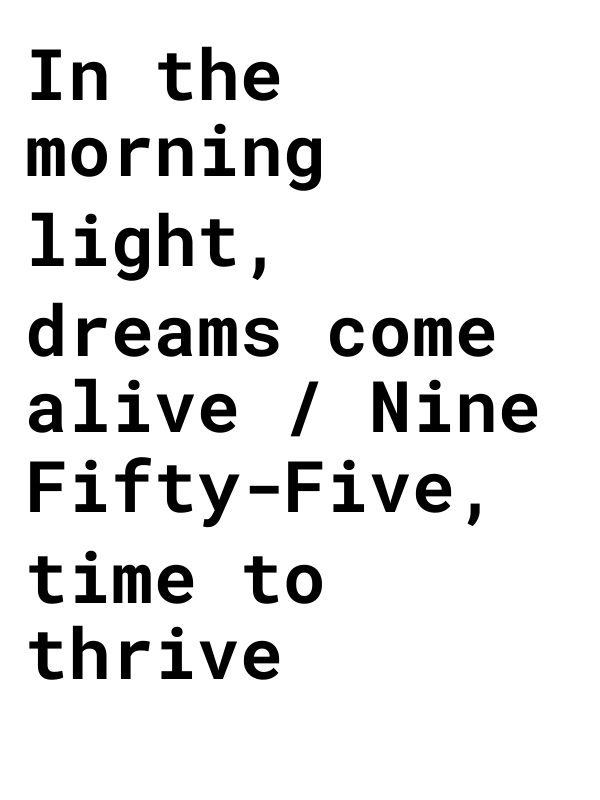 In the
morning
light,
dreams come
alive / Nine
Fifty-Five,
time to
thrive